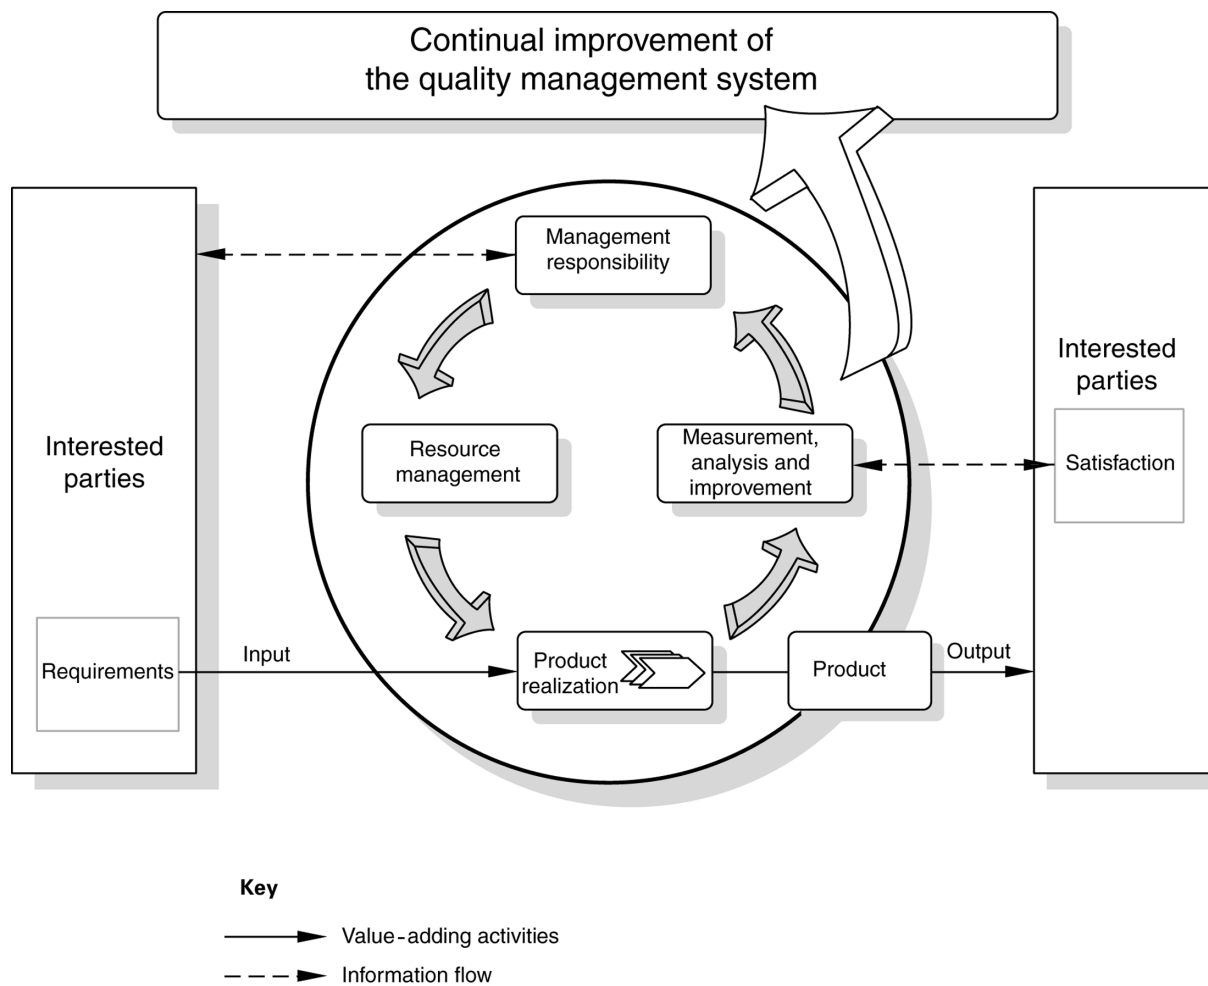 Continual improvement of
the quality management system
Management
responsibility
Interested
parties
Interested
parties
Resource
management
Measurement,
analysis and
improvement
Satisfaction
Requirements
Input
Product
realization
Product
Output
Key
Value-adding activities
Information flow